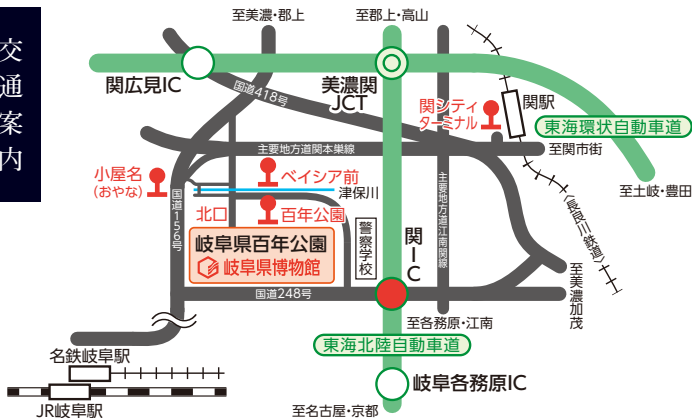 交通案内
至美濃・郡上
至郡上・高山
関広見IC
国道418号
美濃関
JCT
関シティ
ターミナル
関駅
東海環状自動車道
主要地方道関本巣線
至関市街
小屋名
(おやな)
ベイシア前
津保川
至土岐・豊田
国道156号
北口
百年公園
警察学校
主要地方道江南関線
〈長良川鉄道〉
岐阜県百年公園
岐阜県博物館
関IC
国道248号
至美濃加茂
至各務原・江南
東海北陸自動車道
名鉄岐阜駅
岐阜各務原IC
JR岐阜駅
至名古屋・京都